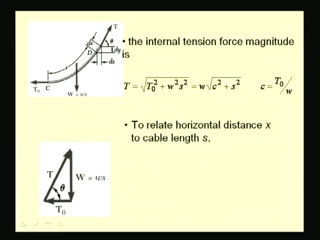 T
θ
ds
D
dy
dx
s
T₀ C
W = ws
• the internal tension force magnitude
is
T = √(T₀² + w²s²) = w√(c² + s²)   c = T₀/w
• To relate horizontal distance x
to cable length s,
T
W = ws
θ
T₀